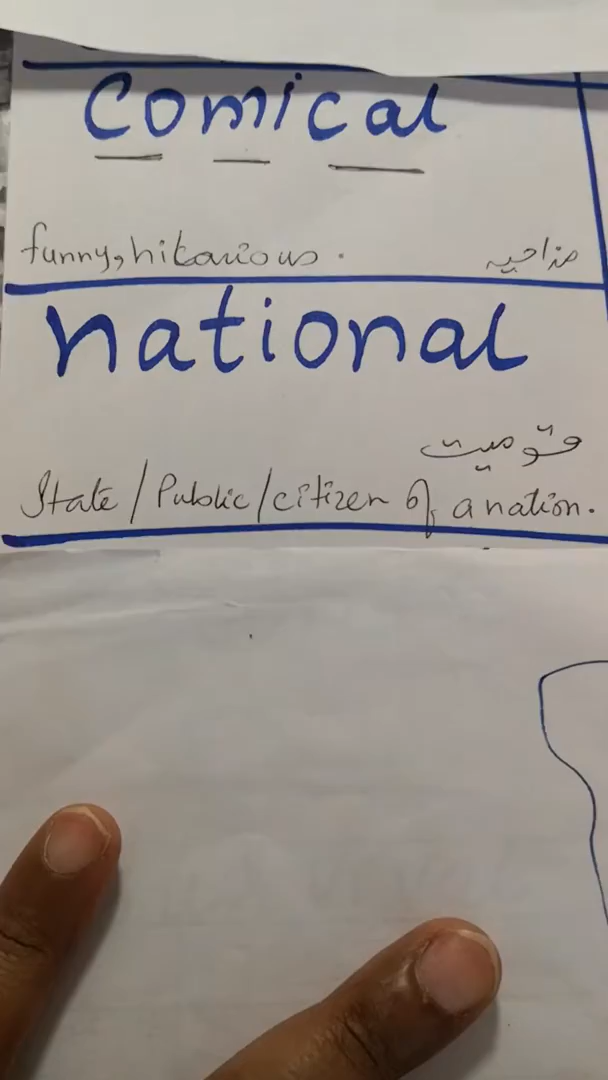 Comical
funny, hilarious. مزاحیہ
national
قومیت
State/Public/citizen of a nation.